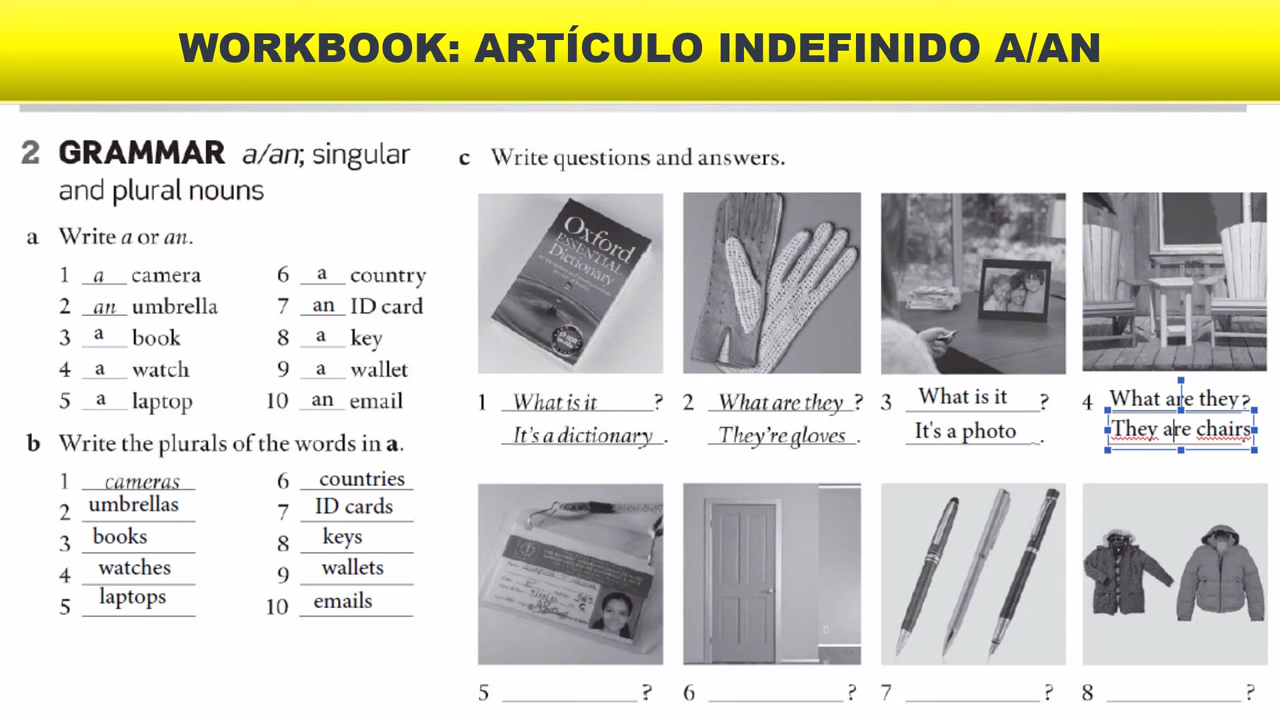 WORKBOOK: ARTÍCULO INDEFINIDO A/AN
2 GRAMMAR a/an; singular
and plural nouns
a Write a or an.
1 a camera
2 an umbrella
3 a book
4 a watch
5 a laptop
6 a country
7 an ID card
8 a key
9 a wallet
10 an email
b Write the plurals of the words in a.
1 cameras
2 umbrellas
3 books
4 watches
5 laptops
6 countries
7 ID cards
8 keys
9 wallets
10 emails
c Write questions and answers.
Oxford
ESSENTIAL
Dictionary
1 What is it ?
It's a dictionary .
2 What are they ?
They're gloves .
3 What is it ?
It's a photo .
4 What are they ?
They are chairs .
5 ?
6 ?
7 ?
8 ?